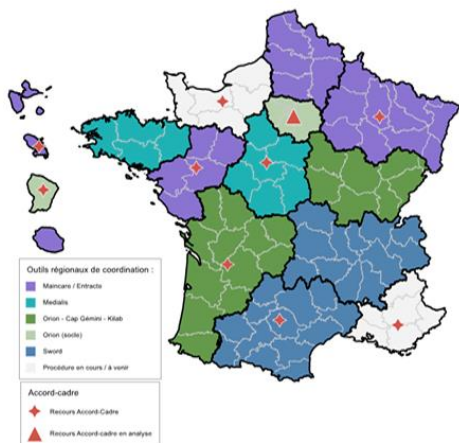 Outils régionaux de coordination :
Maincare / Entracte
Medialis
Orion - Cap Gémini - Kilab
Orion (socle)
Sword
Procédure en cours / à venir
Accord-cadre
Recours Accord-Cadre
Recours Accord-cadre en analyse